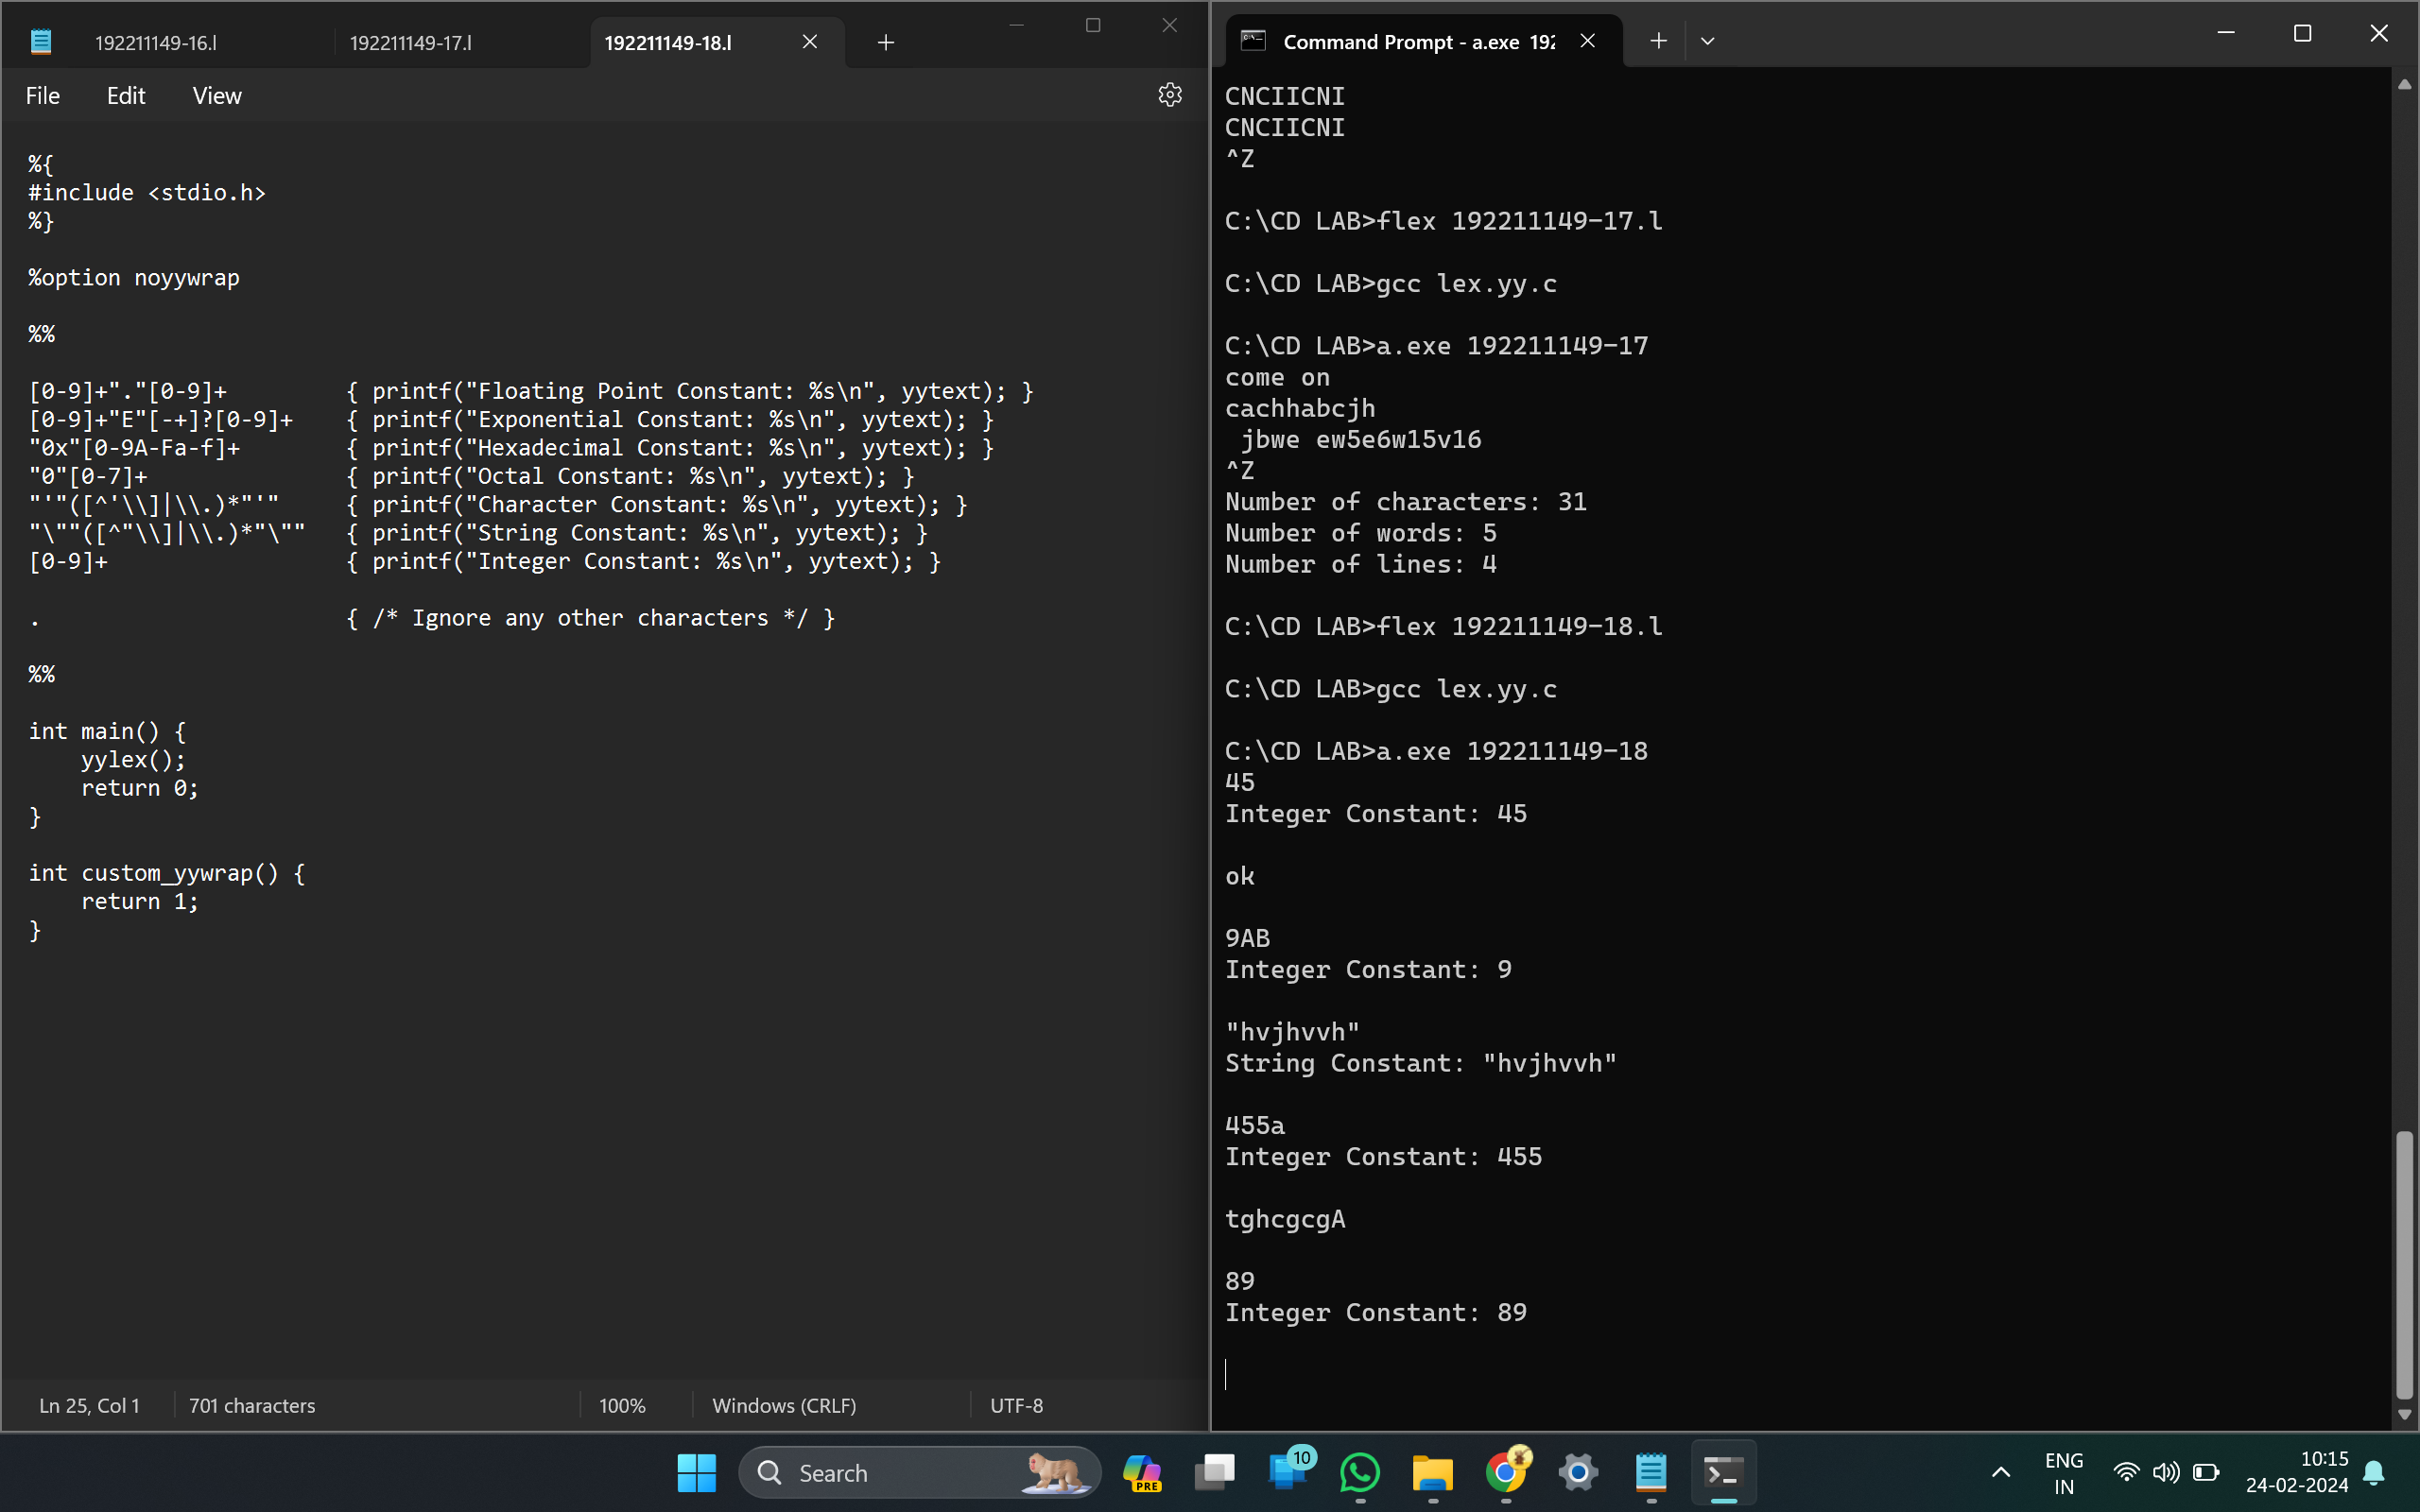 192211149-16.l
192211149-17.l
192211149-18.l
File Edit View
%{
#include <stdio.h>
%}
%option noyywrap
%%
[0-9]+"."[0-9]+ { printf("Floating Point Constant: %s\n", yytext); }
[0-9]+"E"[-+]?[0-9]+ { printf("Exponential Constant: %s\n", yytext); }
"0x"[0-9A-Fa-f]+ { printf("Hexadecimal Constant: %s\n", yytext); }
"0"[0-7]+ { printf("Octal Constant: %s\n", yytext); }
"'"([^'\\]|\\.)*"'" { printf("Character Constant: %s\n", yytext); }
"\""([^"\\]|\\.)*"\"" { printf("String Constant: %s\n", yytext); }
[0-9]+ { printf("Integer Constant: %s\n", yytext); }
. { /* Ignore any other characters */ }
%%
int main() {
yylex();
return 0;
}
int custom_yywrap() {
return 1;
}
Ln 25, Col 1 701 characters 100% Windows (CRLF) UTF-8
Command Prompt - a.exe 192
CNCIICNI
CNCIICNI
^Z
C:\CD LAB>flex 192211149-17.l
C:\CD LAB>gcc lex.yy.c
C:\CD LAB>a.exe 192211149-17
come on
cachhabcjh
jbwe ew5e6w15v16
^Z
Number of characters: 31
Number of words: 5
Number of lines: 4
C:\CD LAB>flex 192211149-18.l
C:\CD LAB>gcc lex.yy.c
C:\CD LAB>a.exe 192211149-18
45
Integer Constant: 45
ok
9AB
Integer Constant: 9
"hvjhvvh"
String Constant: "hvjhvvh"
455a
Integer Constant: 455
tghcgcgA
89
Integer Constant: 89
Search
PRE
10
ENG
IN
10:15
24-02-2024